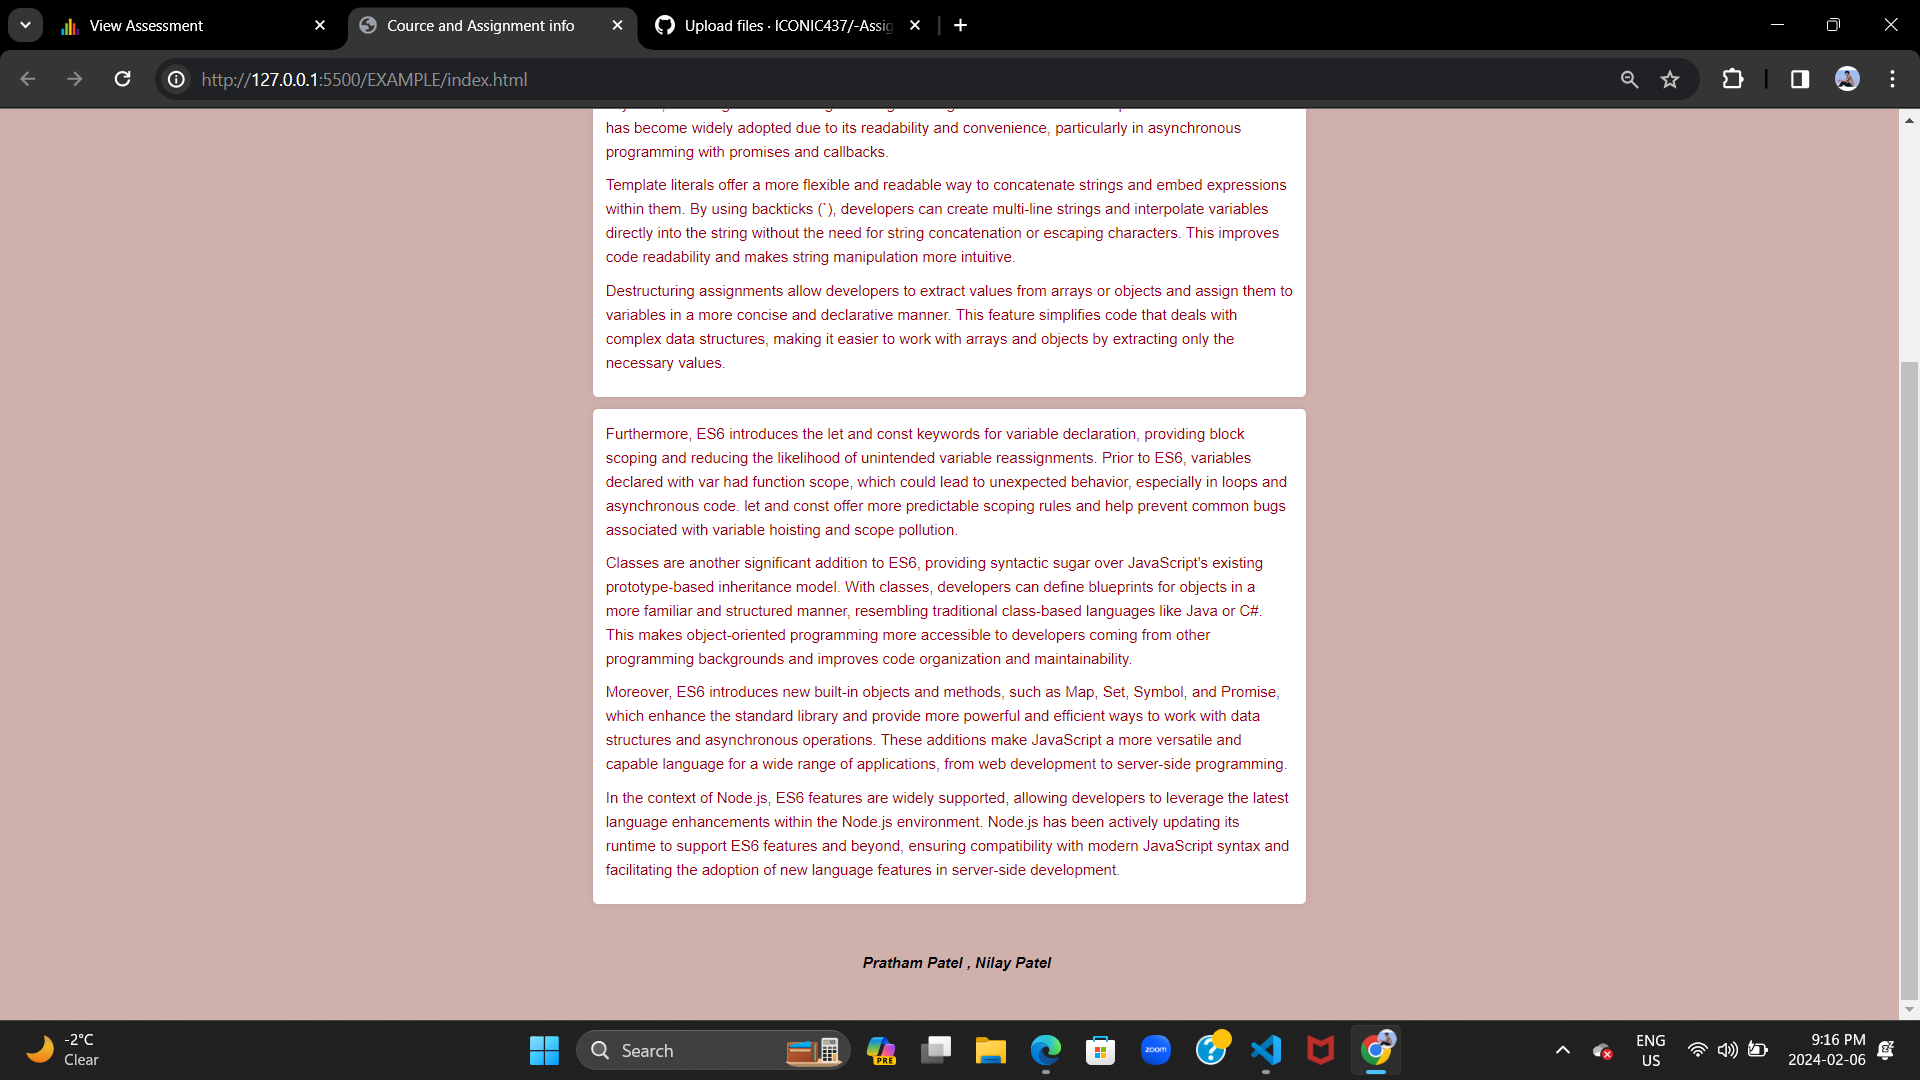 View Assessment
Cource and Assignment info
Upload files · ICONIC437/-Assig
http://127.0.0.1:5500/EXAMPLE/index.html
has become widely adopted due to its readability and convenience, particularly in asynchronous
programming with promises and callbacks.
Template literals offer a more flexible and readable way to concatenate strings and embed expressions
within them. By using backticks (`), developers can create multi-line strings and interpolate variables
directly into the string without the need for string concatenation or escaping characters. This improves
code readability and makes string manipulation more intuitive.
Destructuring assignments allow developers to extract values from arrays or objects and assign them to
variables in a more concise and declarative manner. This feature simplifies code that deals with
complex data structures, making it easier to work with arrays and objects by extracting only the
necessary values.
Furthermore, ES6 introduces the let and const keywords for variable declaration, providing block
scoping and reducing the likelihood of unintended variable reassignments. Prior to ES6, variables
declared with var had function scope, which could lead to unexpected behavior, especially in loops and
asynchronous code. let and const offer more predictable scoping rules and help prevent common bugs
associated with variable hoisting and scope pollution.
Classes are another significant addition to ES6, providing syntactic sugar over JavaScript's existing
prototype-based inheritance model. With classes, developers can define blueprints for objects in a
more familiar and structured manner, resembling traditional class-based languages like Java or C#.
This makes object-oriented programming more accessible to developers coming from other
programming backgrounds and improves code organization and maintainability.
Moreover, ES6 introduces new built-in objects and methods, such as Map, Set, Symbol, and Promise,
which enhance the standard library and provide more powerful and efficient ways to work with data
structures and asynchronous operations. These additions make JavaScript a more versatile and
capable language for a wide range of applications, from web development to server-side programming.
In the context of Node.js, ES6 features are widely supported, allowing developers to leverage the latest
language enhancements within the Node.js environment. Node.js has been actively updating its
runtime to support ES6 features and beyond, ensuring compatibility with modern JavaScript syntax and
facilitating the adoption of new language features in server-side development.
Pratham Patel , Nilay Patel
-2°C
Clear
Search
PRE
zoom
ENG
US
9:16 PM
2024-02-06